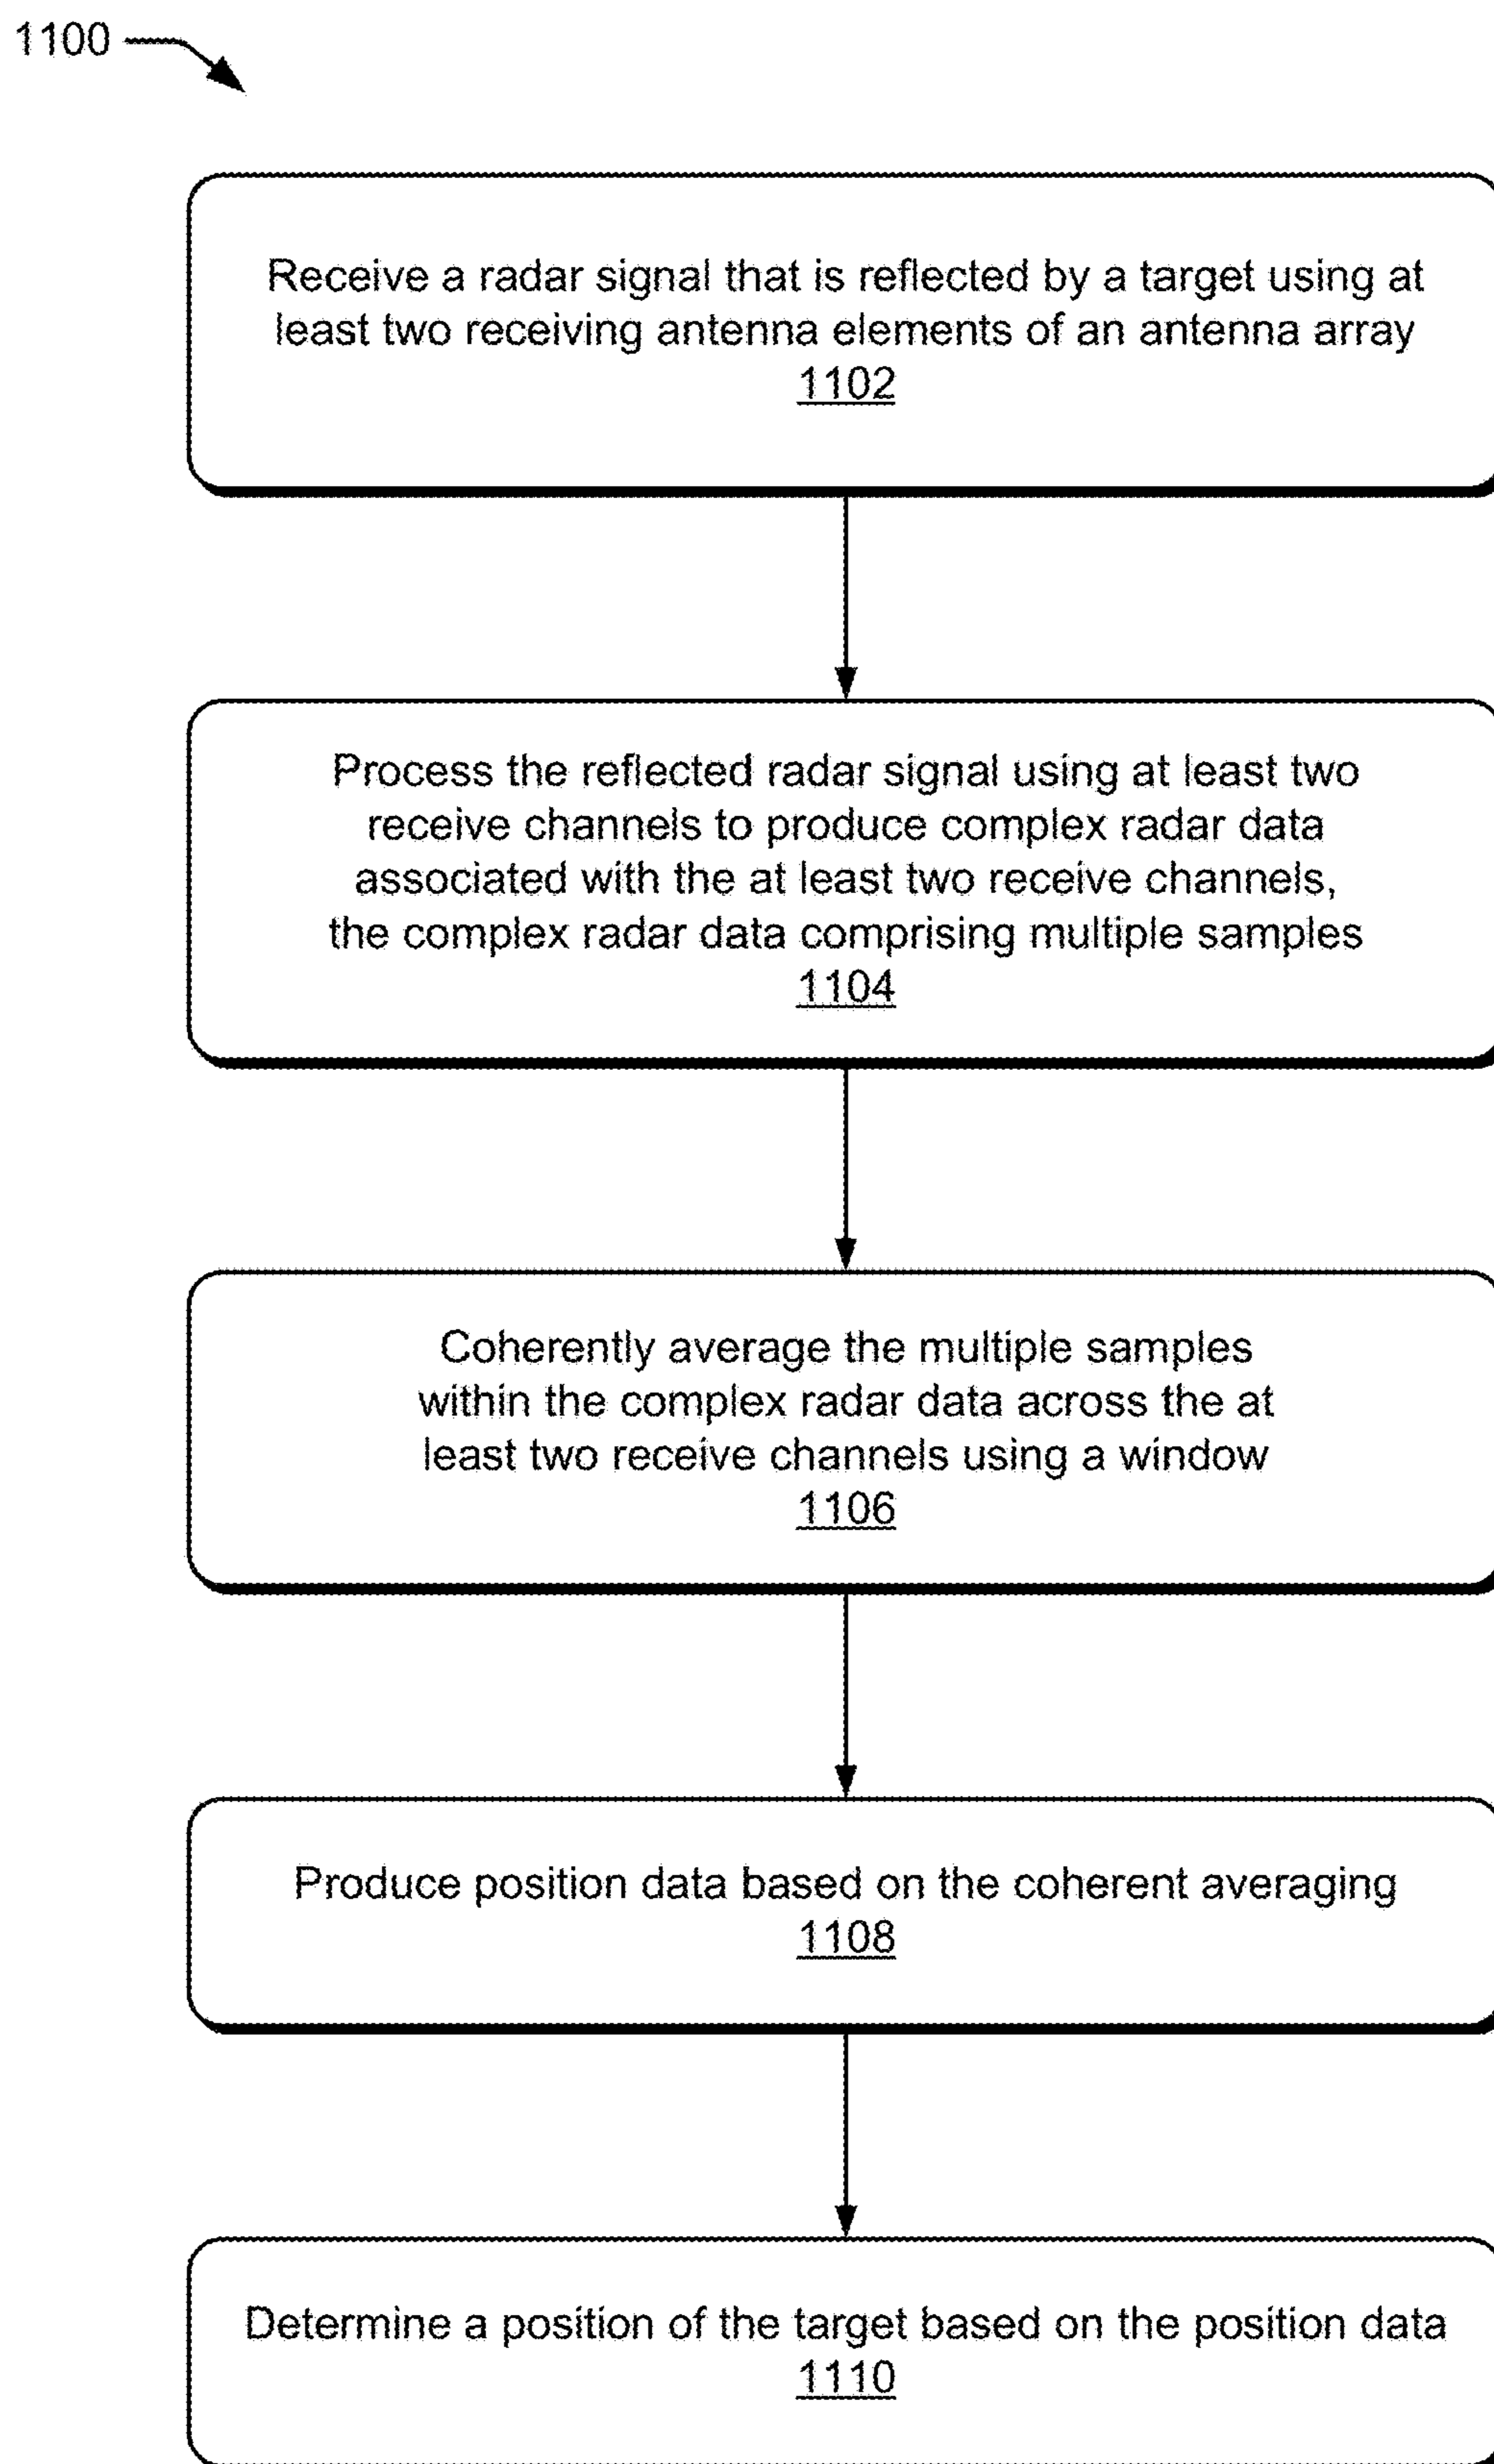 1100
Receive a radar signal that is reflected by a target using at
least two receiving antenna elements of an antenna array
1102
Process the reflected radar signal using at least two
receive channels to produce complex radar data
associated with the at least two receive channels,
the complex radar data comprising multiple samples
1104
Coherently average the multiple samples
within the complex radar data across the at
least two receive channels using a window
1106
Produce position data based on the coherent averaging
1108
Determine a position of the target based on the position data
1110